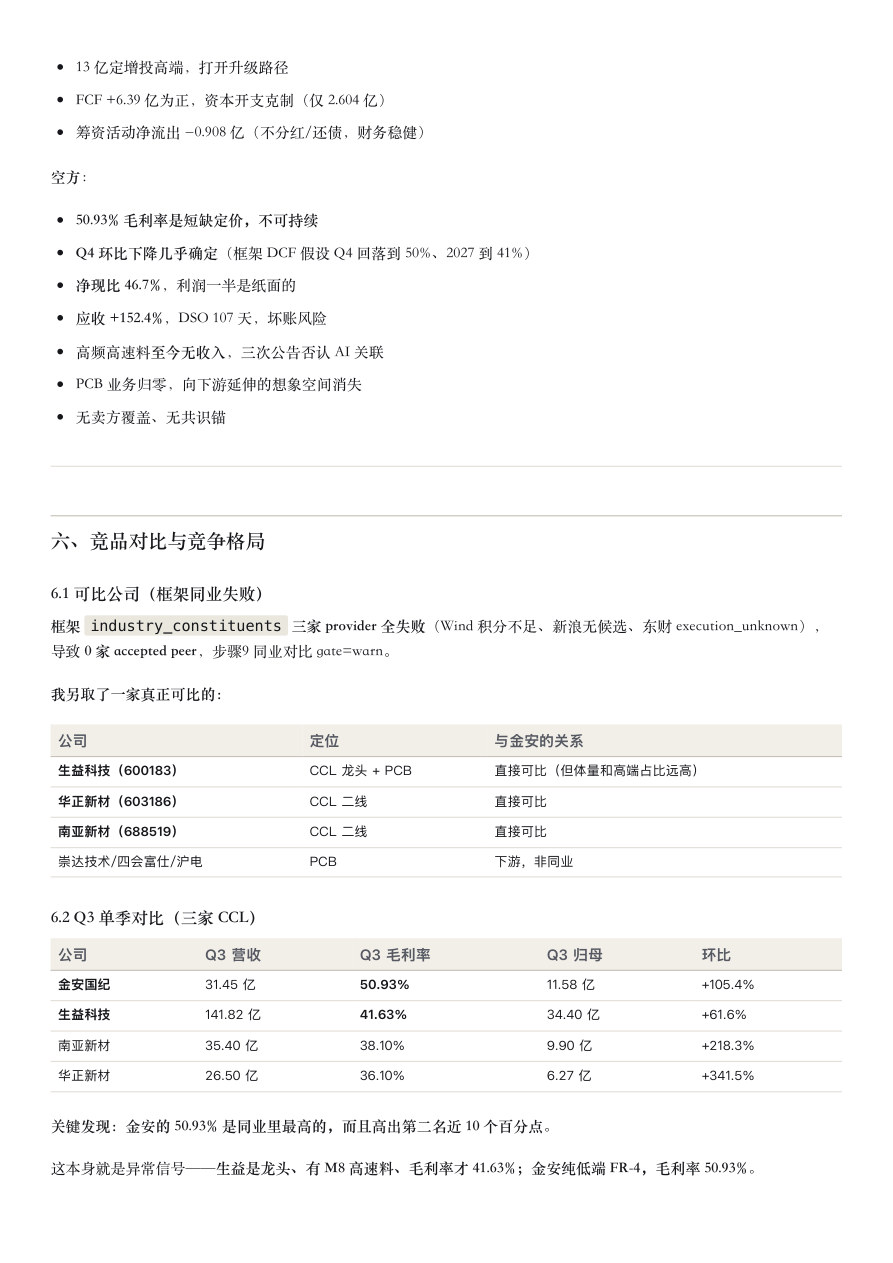 • 13 亿定增投高端，打开升级路径
• FCF +6.39 亿为正，资本开支克制（仅 2.604 亿）
• 筹资活动净流出 −0.908 亿（不分红/还债，财务稳健）
空方：
• 50.93% 毛利率是短缺定价，不可持续
• Q4 环比下降几乎确定（框架 DCF 假设 Q4 回落到 50%、2027 到 41%）
• 净现比 46.7%，利润一半是纸面的
• 应收 +152.4%，DSO 107 天，坏账风险
• 高频高速料至今无收入，三次公告否认 AI 关联
• PCB 业务归零，向下游延伸的想象空间消失
• 无卖方覆盖、无共识锚
六、竞品对比与竞争格局
6.1 可比公司（框架同业失败）
框架 industry_constituents 三家 provider 全失败（Wind 积分不足、新浪无候选、东财 execution_unknown），
导致 0 家 accepted peer，步骤9 同业对比 gate=warn。
我另取了一家真正可比的：
公司 定位 与金安的关系
生益科技（600183） CCL 龙头 + PCB 直接可比（但体量和高端占比远高）
华正新材（603186） CCL 二线 直接可比
南亚新材（688519） CCL 二线 直接可比
崇达技术/四会富仕/沪电 PCB 下游，非同业
6.2 Q3 单季对比（三家 CCL）
公司 Q3 营收 Q3 毛利率 Q3 归母 环比
金安国纪 31.45 亿 50.93% 11.58 亿 +105.4%
生益科技 141.82 亿 41.63% 34.40 亿 +61.6%
南亚新材 35.40 亿 38.10% 9.90 亿 +218.3%
华正新材 26.50 亿 36.10% 6.27 亿 +341.5%
关键发现：金安的 50.93% 是同业里最高的，而且高出第二名近 10 个百分点。
这本身就是异常信号——生益是龙头、有 M8 高速料、毛利率才 41.63%；金安纯低端 FR-4，毛利率 50.93%。